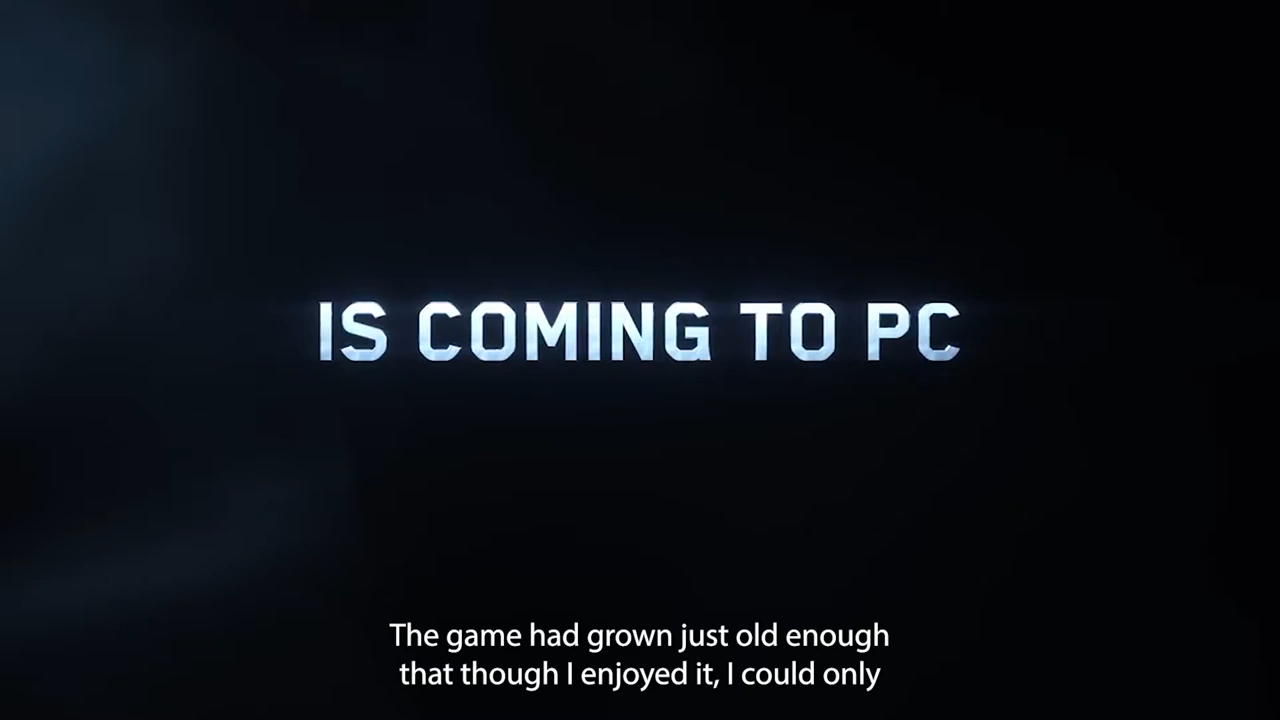 IS COMING TO PC
The game had grown just old enough
that though I enjoyed it, I could only